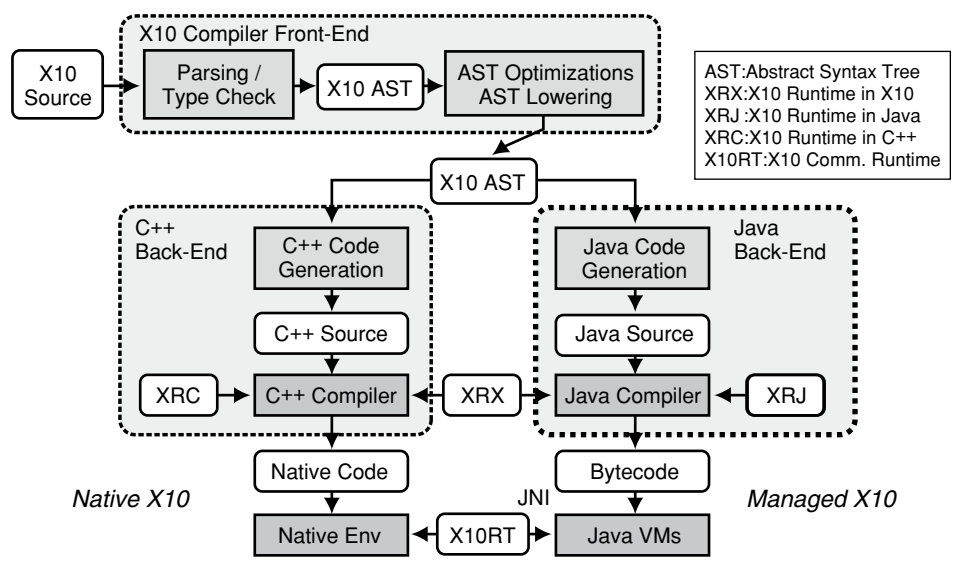 X10 Compiler Front-End
X10
Source
Parsing /
Type Check
X10 AST
AST Optimizations
AST Lowering
AST:Abstract Syntax Tree
XRX:X10 Runtime in X10
XRJ :X10 Runtime in Java
XRC:X10 Runtime in C++
X10RT:X10 Comm. Runtime
X10 AST
C++
Back-End
C++ Code
Generation
Java Code
Generation
Java
Back-End
C++ Source
Java Source
XRC
C++ Compiler
XRX
Java Compiler
XRJ
Native Code
Bytecode
Native X10
JNI
Managed X10
Native Env
X10RT
Java VMs